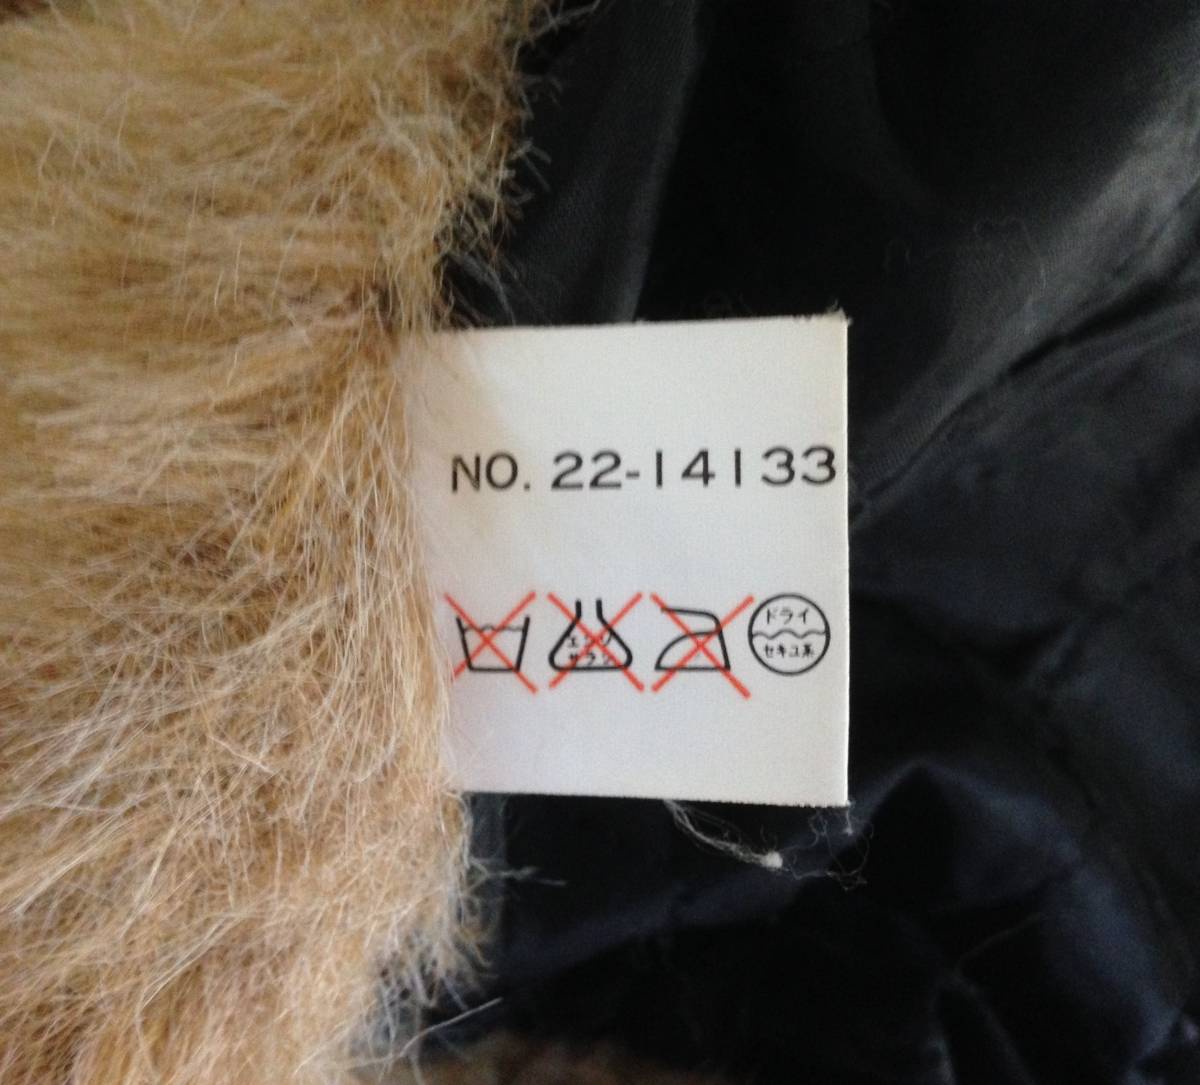 NO. 22-14133
エンソ
サラシ
ドライ
セキユ系